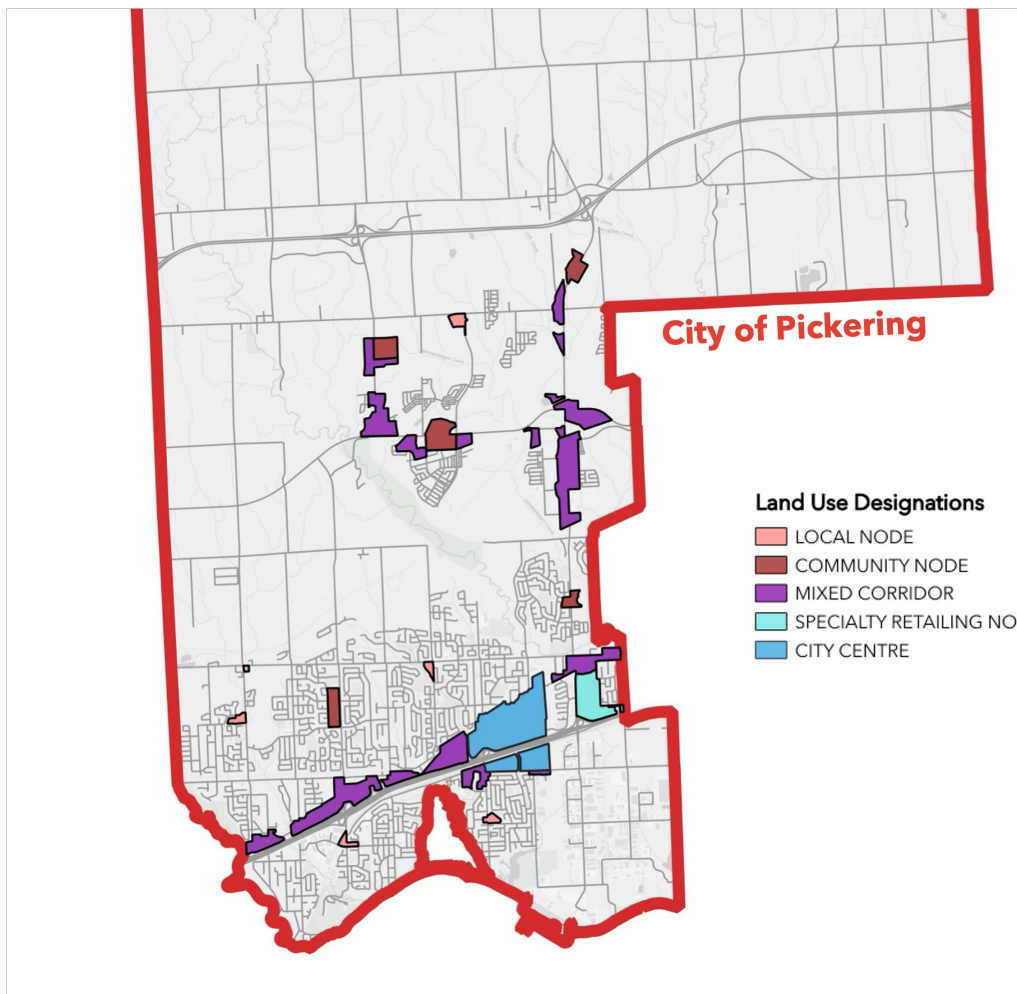 City of Pickering
Land Use Designations
LOCAL NODE
COMMUNITY NODE
MIXED CORRIDOR
SPECIALTY RETAILING NO
CITY CENTRE